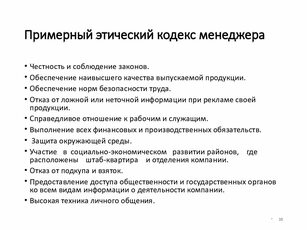 Примерный этический кодекс менеджера
• Честность и соблюдение законов.
• Обеспечение наивысшего качества выпускаемой продукции.
• Обеспечение норм безопасности труда.
• Отказ от ложной или неточной информации при рекламе своей
продукции.
• Справедливое отношение к рабочим и служащим.
• Выполнение всех финансовых и производственных обязательств.
• Защита окружающей среды.
• Участие в социально-экономическом развитии районов, где
расположены штаб-квартира и отделения компании.
• Отказ от подкупа и взяток.
• Предоставление доступа общественности и государственных органов
ко всем видам информации о деятельности компании.
• Высокая техника личного общения.